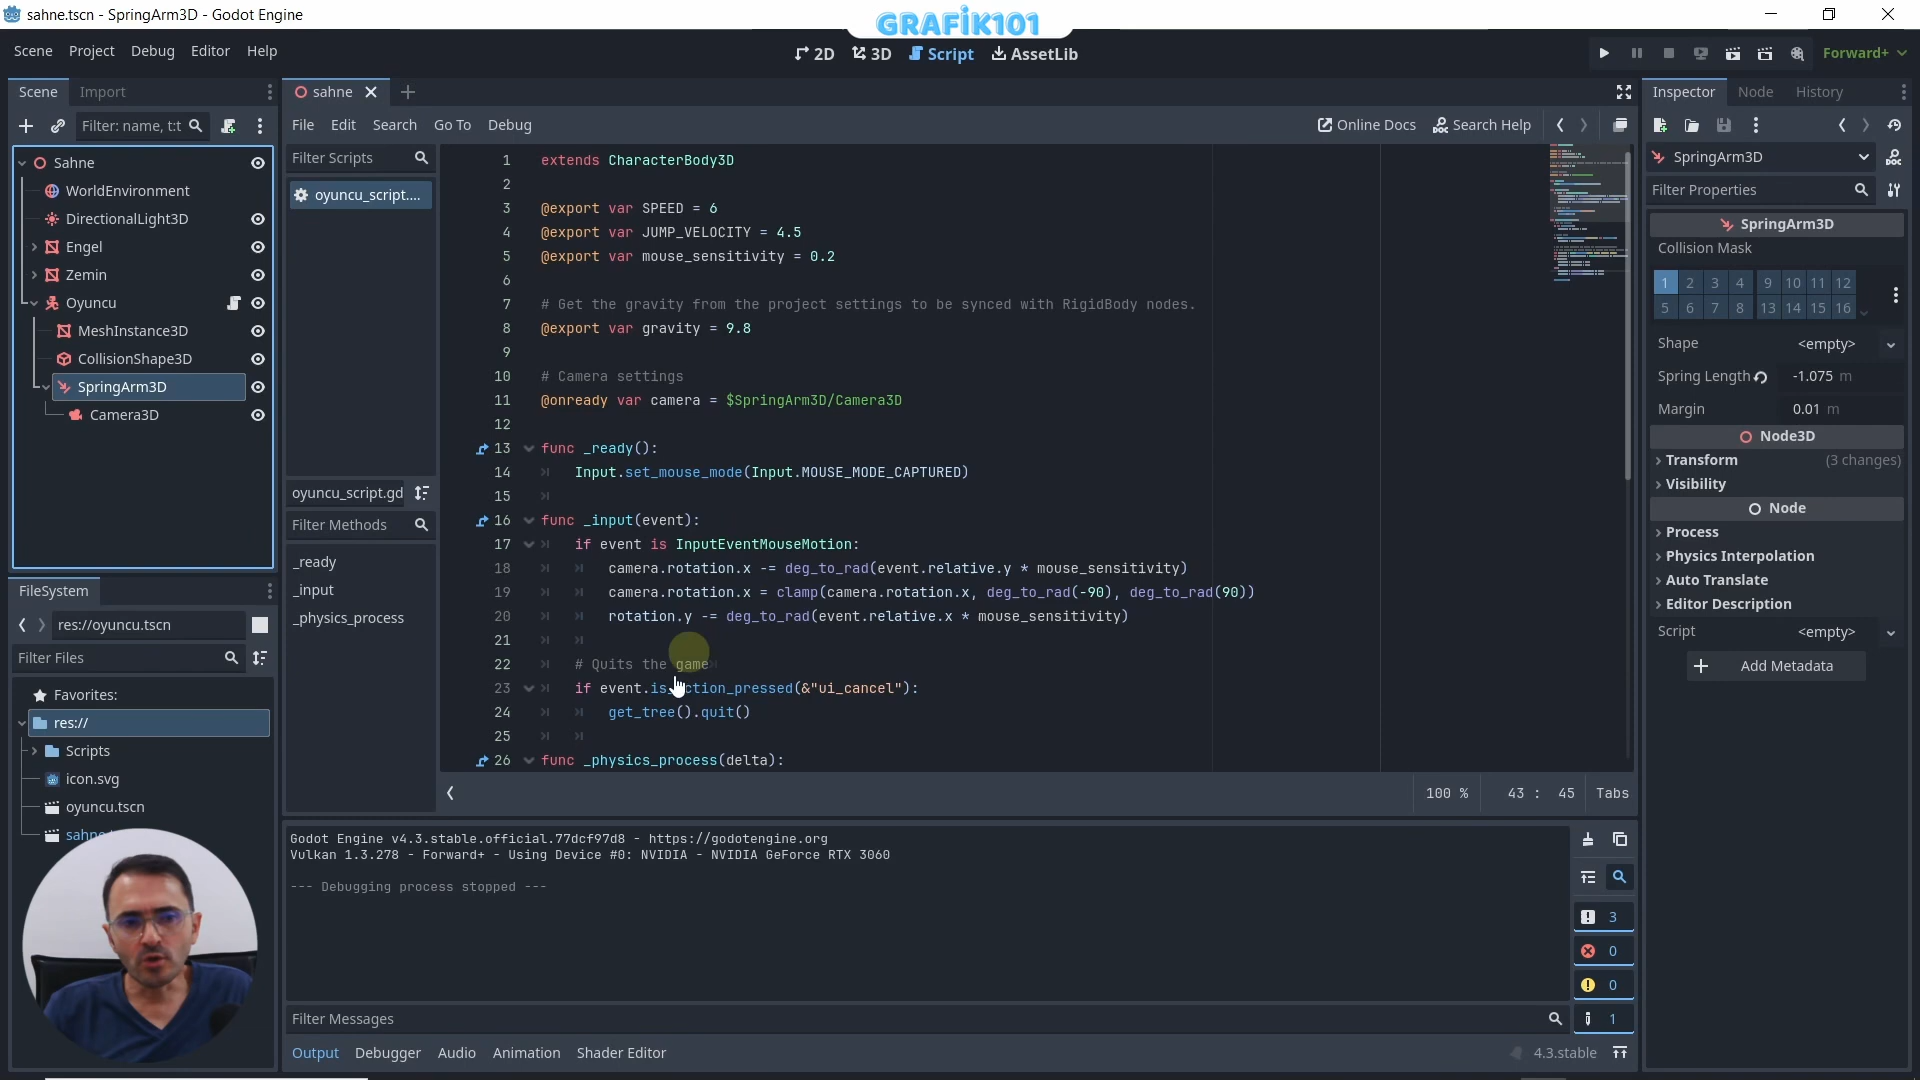 sahne.tscn - SpringArm3D - Godot Engine
GRAFİK101
Scene Project Debug Editor Help
2D 3D Script AssetLib
Forward+
Scene Import
Filter: name, t:t
Sahne
WorldEnvironment
DirectionalLight3D
Engel
Zemin
Oyuncu
MeshInstance3D
CollisionShape3D
SpringArm3D
Camera3D
FileSystem
res://oyuncu.tscn
Filter Files
Favorites:
res://
Scripts
icon.svg
oyuncu.tscn
sahne
sahne
File Edit Search Go To Debug
Online Docs Search Help
Filter Scripts
oyuncu_script....
oyuncu_script.gd
Filter Methods
_ready
_input
_physics_process
1 extends CharacterBody3D
2
3 @export var SPEED = 6
4 @export var JUMP_VELOCITY = 4.5
5 @export var mouse_sensitivity = 0.2
6
7 # Get the gravity from the project settings to be synced with RigidBody nodes.
8 @export var gravity = 9.8
9
10 # Camera settings
11 @onready var camera = $SpringArm3D/Camera3D
12
13 func _ready():
14 Input.set_mouse_mode(Input.MOUSE_MODE_CAPTURED)
15
16 func _input(event):
17 if event is InputEventMouseMotion:
18 camera.rotation.x -= deg_to_rad(event.relative.y * mouse_sensitivity)
19 camera.rotation.x = clamp(camera.rotation.x, deg_to_rad(-90), deg_to_rad(90))
20 rotation.y -= deg_to_rad(event.relative.x * mouse_sensitivity)
21
22 # Quits the game
23 if event.is_action_pressed(&"ui_cancel"):
24 get_tree().quit()
25
26 func _physics_process(delta):
100 % 43 : 45 Tabs
Godot Engine v4.3.stable.official.77dcf97d8 - https://godotengine.org
Vulkan 1.3.278 - Forward+ - Using Device #0: NVIDIA - NVIDIA GeForce RTX 3060
--- Debugging process stopped ---
3
0
0
1
Filter Messages
Output Debugger Audio Animation Shader Editor
4.3.stable
Inspector Node History
SpringArm3D
Filter Properties
SpringArm3D
Collision Mask
1 2 3 4 9 10 11 12
5 6 7 8 13 14 15 16
Shape <empty>
Spring Length -1.075 m
Margin 0.01 m
Node3D
Transform (3 changes)
Visibility
Node
Process
Physics Interpolation
Auto Translate
Editor Description
Script <empty>
Add Metadata